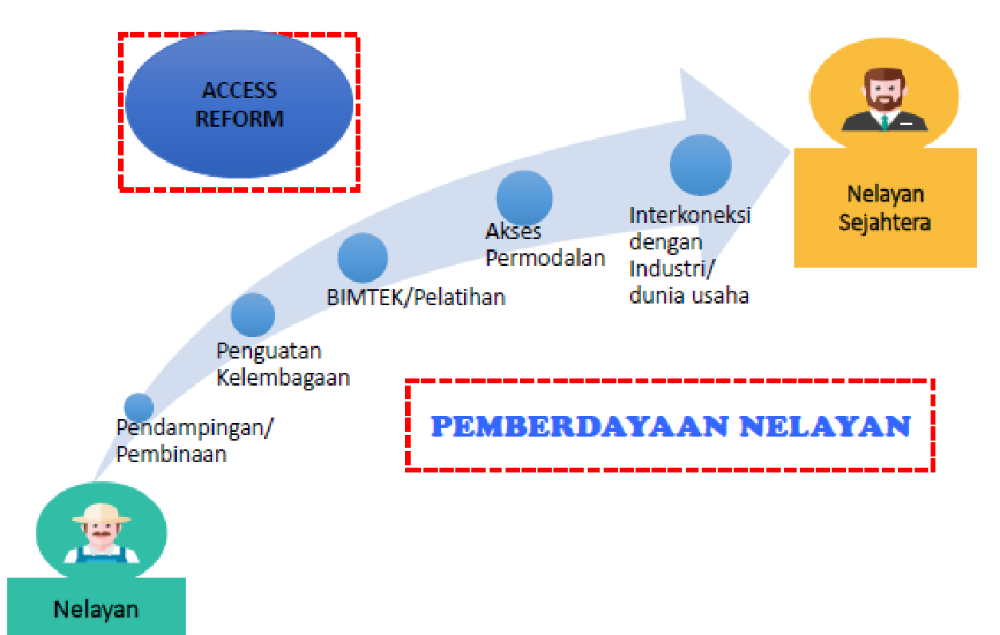 ACCESS
REFORM
Nelayan
Sejahtera
Interkoneksi
dengan
Industri/
dunia usaha
Akses
Permodalan
BIMTEK/Pelatihan
Penguatan
Kelembagaan
Pendampingan/
Pembinaan
PEMBERDAYAAN NELAYAN
Nelayan